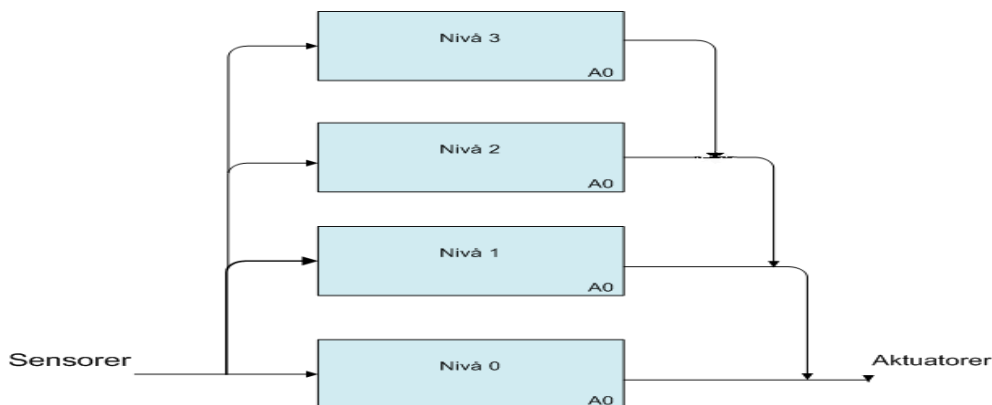 Nivå 3
A0
Nivå 2
A0
Nivå 1
A0
Sensorer
Nivå 0
Aktuatorer
A0